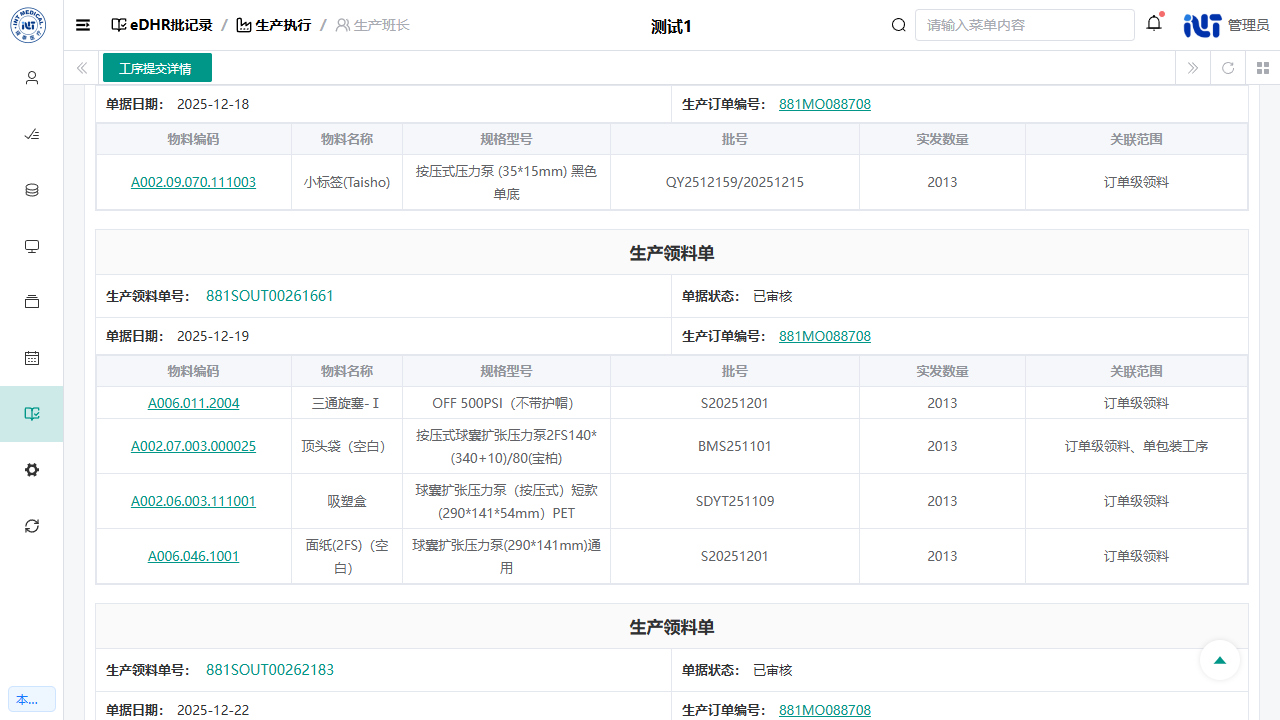 eDHR批记录 / 生产执行 / 生产班长
测试1
请输入菜单内容
管理员
工序提交详情
单据日期： 2025-12-18 生产订单编号： 881MO088708
物料编码 物料名称 规格型号 批号 实发数量 关联范围
A002.09.070.111003 小标签(Taisho) 按压式压力泵 (35*15mm) 黑色单底 QY2512159/20251215 2013 订单级领料
生产领料单
生产领料单号： 881SOUT00261661 单据状态： 已审核
单据日期： 2025-12-19 生产订单编号： 881MO088708
物料编码 物料名称 规格型号 批号 实发数量 关联范围
A006.011.2004 三通旋塞-Ⅰ OFF 500PSI（不带护帽） S20251201 2013 订单级领料
A002.07.003.000025 顶头袋（空白） 按压式球囊扩张压力泵2FS140*(340+10)/80(宝柏) BMS251101 2013 订单级领料、单包装工序
A002.06.003.111001 吸塑盒 球囊扩张压力泵（按压式）短款(290*141*54mm）PET SDYT251109 2013 订单级领料
A006.046.1001 面纸(2FS)（空白） 球囊扩张压力泵(290*141mm)通用 S20251201 2013 订单级领料
生产领料单
生产领料单号： 881SOUT00262183 单据状态： 已审核
单据日期： 2025-12-22 生产订单编号： 881MO088708
本...